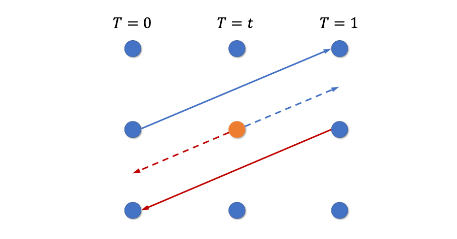 T = 0 T = t T = 1